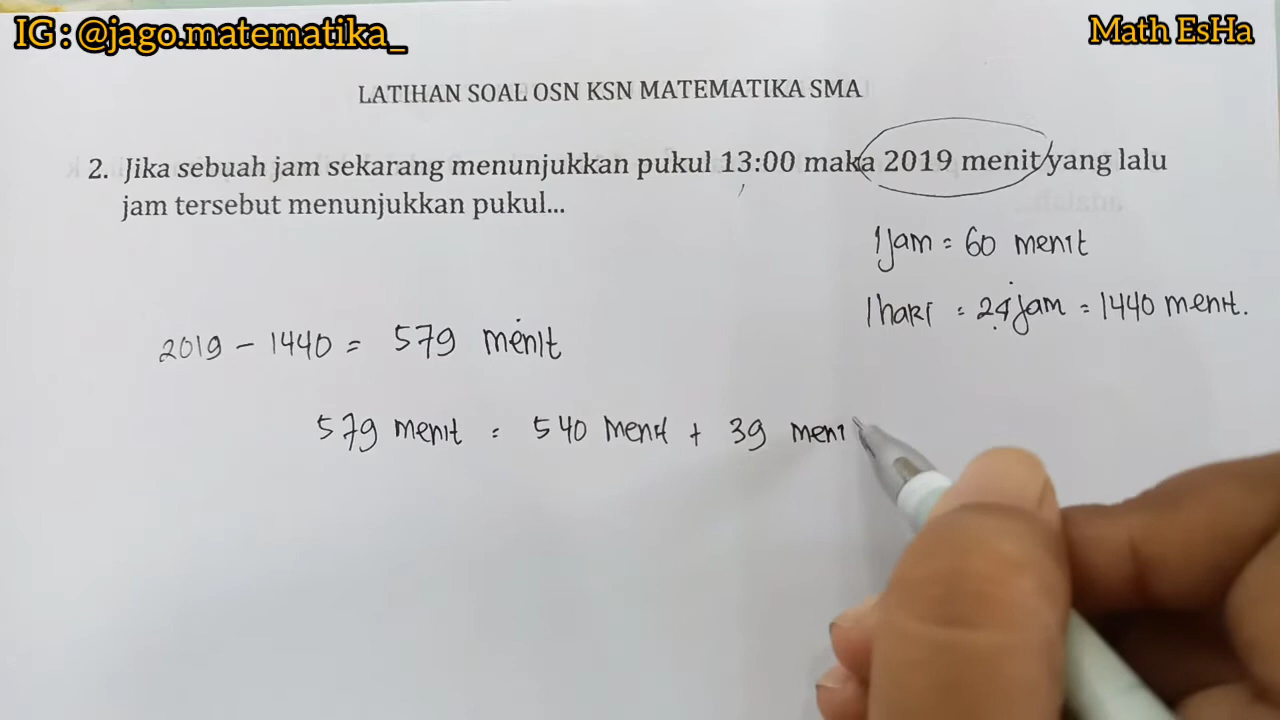 IG : @jago.matematika_
Math EsHa
LATIHAN SOAL OSN KSN MATEMATIKA SMA
2. Jika sebuah jam sekarang menunjukkan pukul 13:00 maka 2019 menit yang lalu
jam tersebut menunjukkan pukul...
1 jam = 60 menit
1 hari = 24 jam = 1440 menit.
2019 - 1440 = 579 menit
579 menit = 540 menit + 39 meni